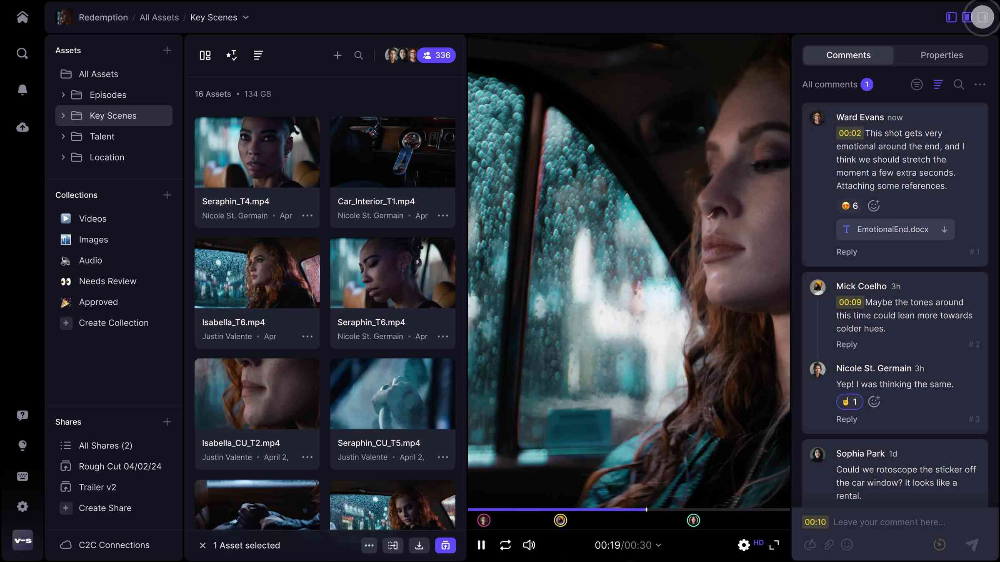 Redemption / All Assets / Key Scenes
Assets
All Assets
Episodes
Key Scenes
Talent
Location
Collections
Videos
Images
Audio
Needs Review
Approved
Create Collection
Shares
All Shares (2)
Rough Cut 04/02/24
Trailer v2
Create Share
v-s
C2C Connections
336
16 Assets • 134 GB
Seraphin_T4.mp4
Nicole St. Germain • Apr
Car_Interior_T1.mp4
Nicole St. Germain • Apr
Isabella_T6.mp4
Justin Valente • Apr
Seraphin_T6.mp4
Nicole St. Germain • Apr
Isabella_CU_T2.mp4
Justin Valente • April 2,
Seraphin_CU_T5.mp4
Justin Valente • April 2,
1 Asset selected
00:19/00:30
HD
Comments
Properties
All comments 1
Ward Evans now
00:02 This shot gets very
emotional around the end, and I
think we should stretch the
moment a few extra seconds.
Attaching some references.
6
EmotionalEnd.docx
Reply
#1
Mick Coelho 3h
00:09 Maybe the tones around
this time could lean more towards
colder hues.
Reply
#2
Nicole St. Germain 3h
Yep! I was thinking the same.
1
Reply
#3
Sophia Park 1d
Could we rotoscope the sticker off
the car window? It looks like a
rental.
00:10 Leave your comment here...